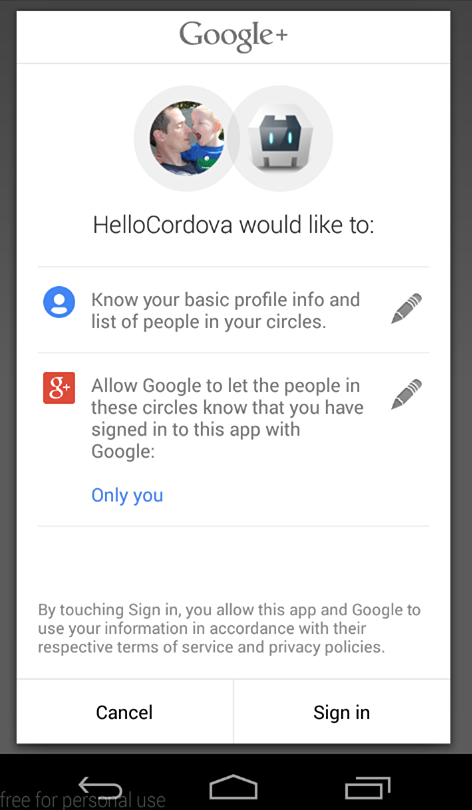 Google+
HelloCordova would like to:
Know your basic profile info and
list of people in your circles.
g+
Allow Google to let the people in
these circles know that you have
signed in to this app with
Google:
Only you
By touching Sign in, you allow this app and Google to
use your information in accordance with their
respective terms of service and privacy policies.
Cancel
Sign in
free for personal use